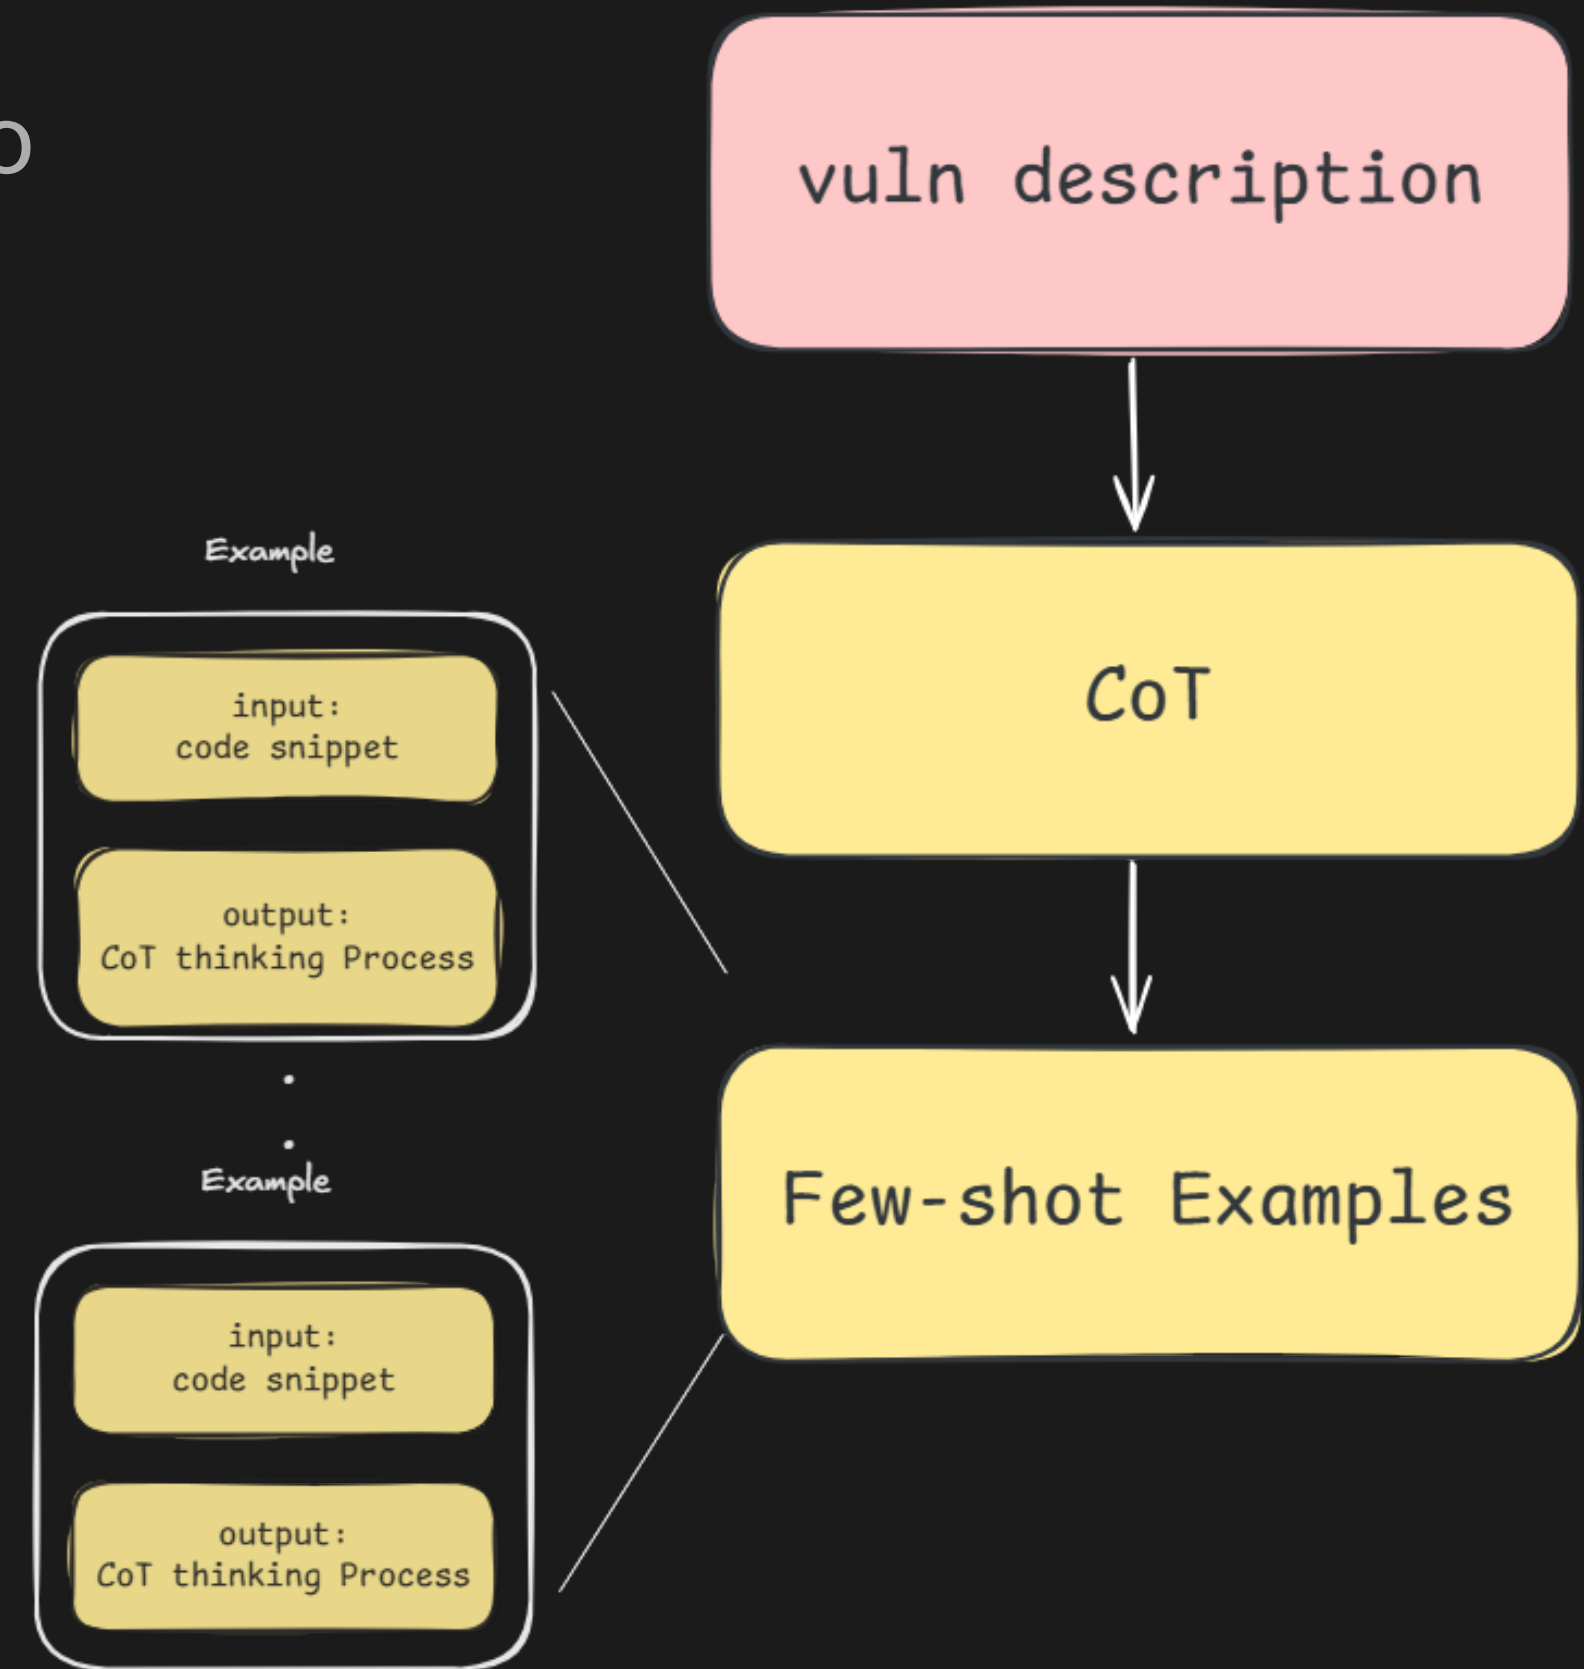 vuln description
CoT
Few-shot Examples
Example
input:
code snippet
output:
CoT thinking Process
Example
input:
code snippet
output:
CoT thinking Process